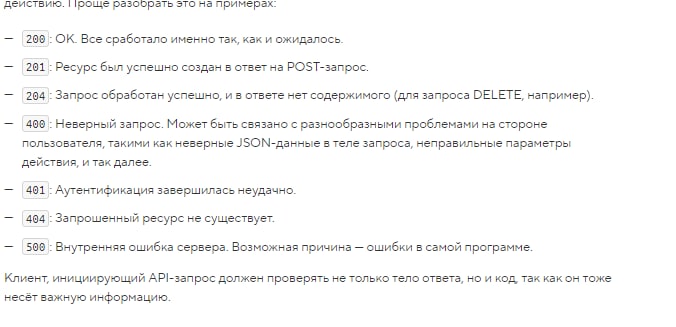 действию. Проще разобрать это на примерах:
— 200: ОК. Все сработало именно так, как и ожидалось.
— 201: Ресурс был успешно создан в ответ на POST-запрос.
— 204: Запрос обработан успешно, и в ответе нет содержимого (для запроса DELETE, например).
— 400: Неверный запрос. Может быть связано с разнообразными проблемами на стороне
пользователя, такими как неверные JSON-данные в теле запроса, неправильные параметры
действия, и так далее.
— 401: Аутентификация завершилась неудачно.
— 404: Запрошенный ресурс не существует.
— 500: Внутренняя ошибка сервера. Возможная причина — ошибки в самой программе.
Клиент, инициирующий API-запрос должен проверять не только тело ответа, но и код, так как он тоже
несёт важную информацию.